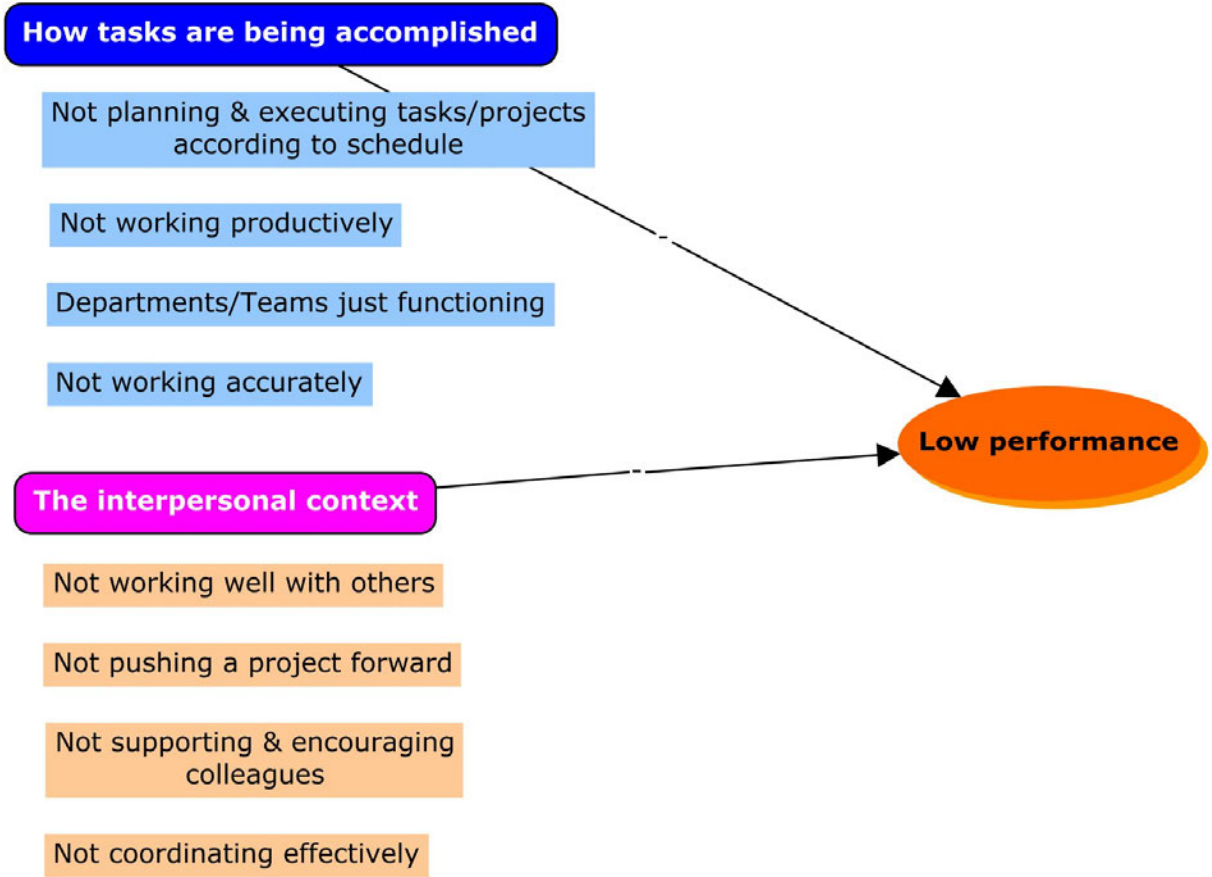 How tasks are being accomplished
Not planning & executing tasks/projects
according to schedule
Not working productively
Departments/Teams just functioning
Not working accurately
Low performance
The interpersonal context
Not working well with others
Not pushing a project forward
Not supporting & encouraging
colleagues
Not coordinating effectively